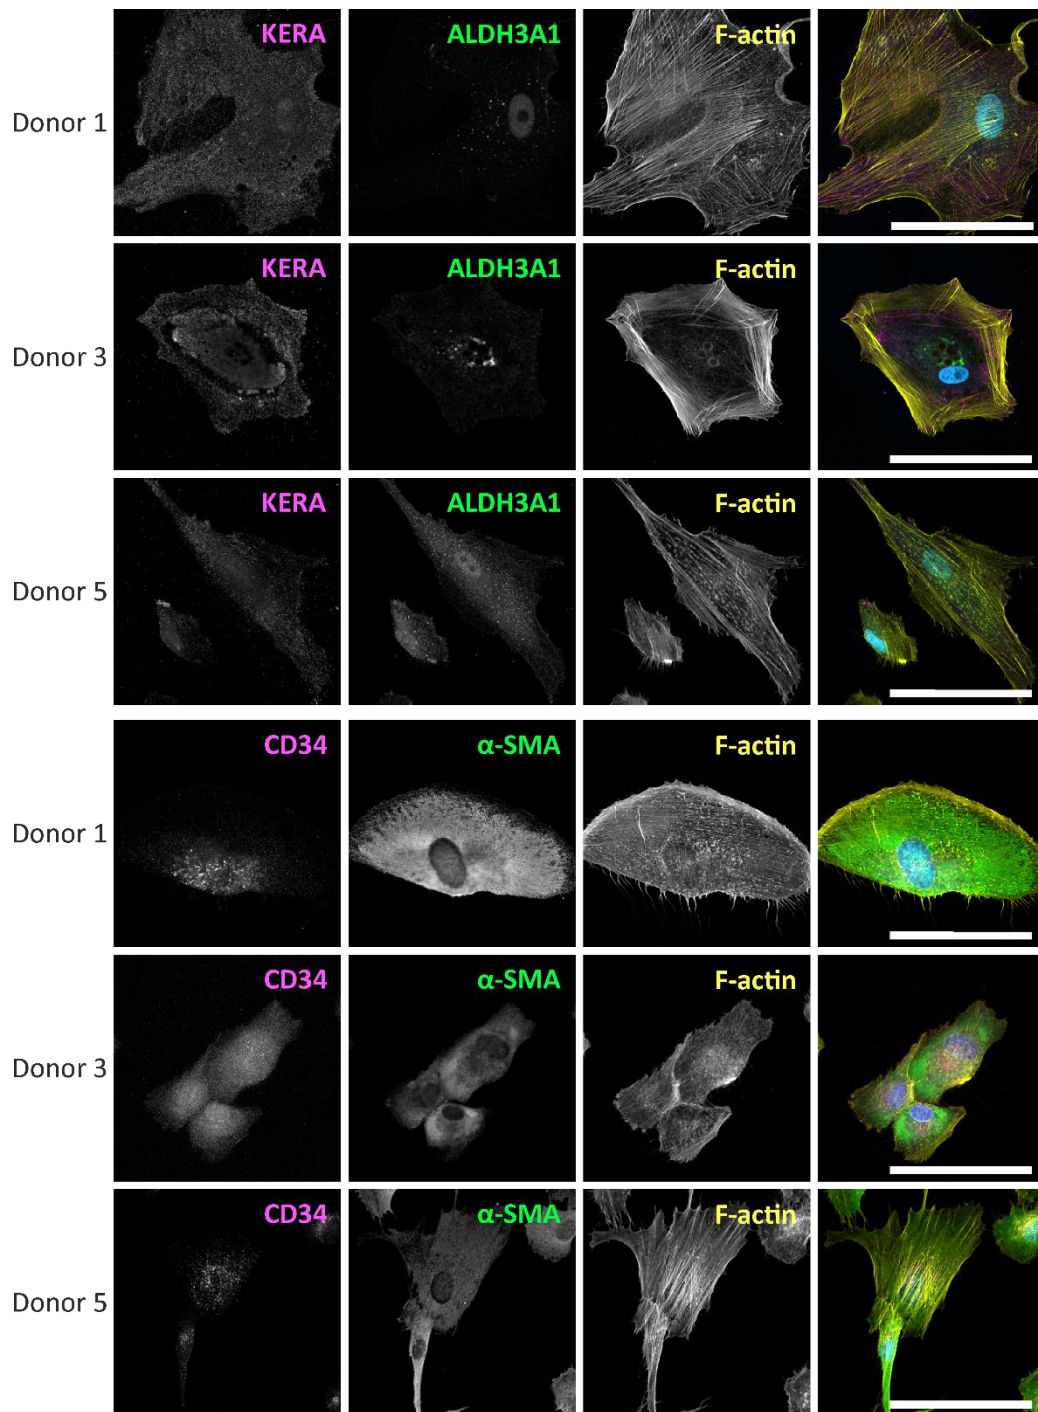 KERA ALDH3A1 F-actin
Donor 1
KERA ALDH3A1 F-actin
Donor 3
KERA ALDH3A1 F-actin
Donor 5
CD34 α-SMA F-actin
Donor 1
CD34 α-SMA F-actin
Donor 3
CD34 α-SMA F-actin
Donor 5